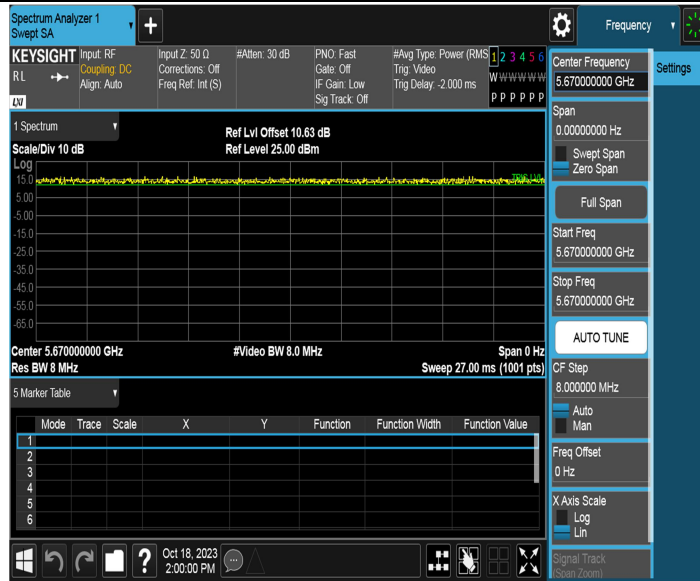 Spectrum Analyzer 1
Swept SA
Frequency
KEYSIGHT
Input: RF
Input Z: 50 Ω
#Atten: 30 dB
PNO: Fast
#Avg Type: Power (RMS
1 2 3 4 5 6
R L
Coupling: DC
Corrections: Off
Gate: Off
Trig: Video
W W W W W W
Align: Auto
Freq Ref: Int (S)
IF Gain: Low
Trig Delay: -2.000 ms
Sig Track: Off
P P P P P P
LXI
1 Spectrum
Ref Lvl Offset 10.63 dB
Scale/Div 10 dB
Ref Level 25.00 dBm
Log
15.0
TRIG LVL
5.00
-5.00
-15.0
-25.0
-35.0
-45.0
-55.0
-65.0
Center 5.670000000 GHz
#Video BW 8.0 MHz
Span 0 Hz
Res BW 8 MHz
Sweep 27.00 ms (1001 pts)
5 Marker Table
Mode Trace Scale X Y Function Function Width Function Value
1
2
3
4
5
6
Oct 18, 2023
2:00:00 PM
Center Frequency
5.670000000 GHz
Settings
Span
0.00000000 Hz
Swept Span
Zero Span
Full Span
Start Freq
5.670000000 GHz
Stop Freq
5.670000000 GHz
AUTO TUNE
CF Step
8.000000 MHz
Auto
Man
Freq Offset
0 Hz
X Axis Scale
Log
Lin
Signal Track
(Span Zoom)